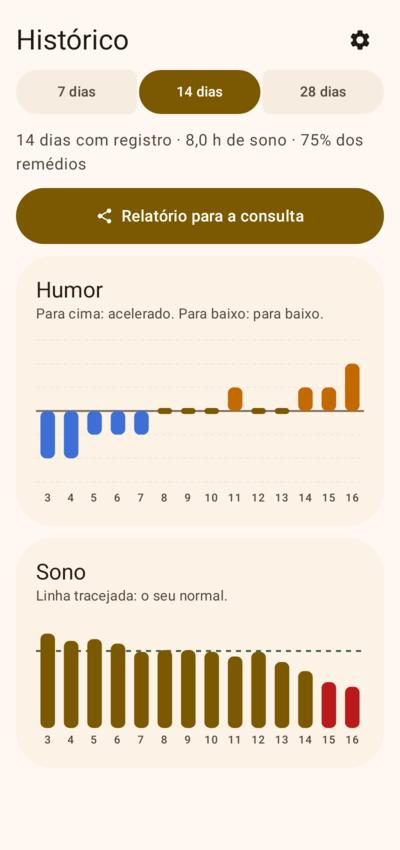 Histórico
7 dias
14 dias
28 dias
14 dias com registro · 8,0 h de sono · 75% dos
remédios
Relatório para a consulta
Humor
Para cima: acelerado. Para baixo: para baixo.
3 4 5 6 7 8 9 10 11 12 13 14 15 16
Sono
Linha tracejada: o seu normal.
3 4 5 6 7 8 9 10 11 12 13 14 15 16